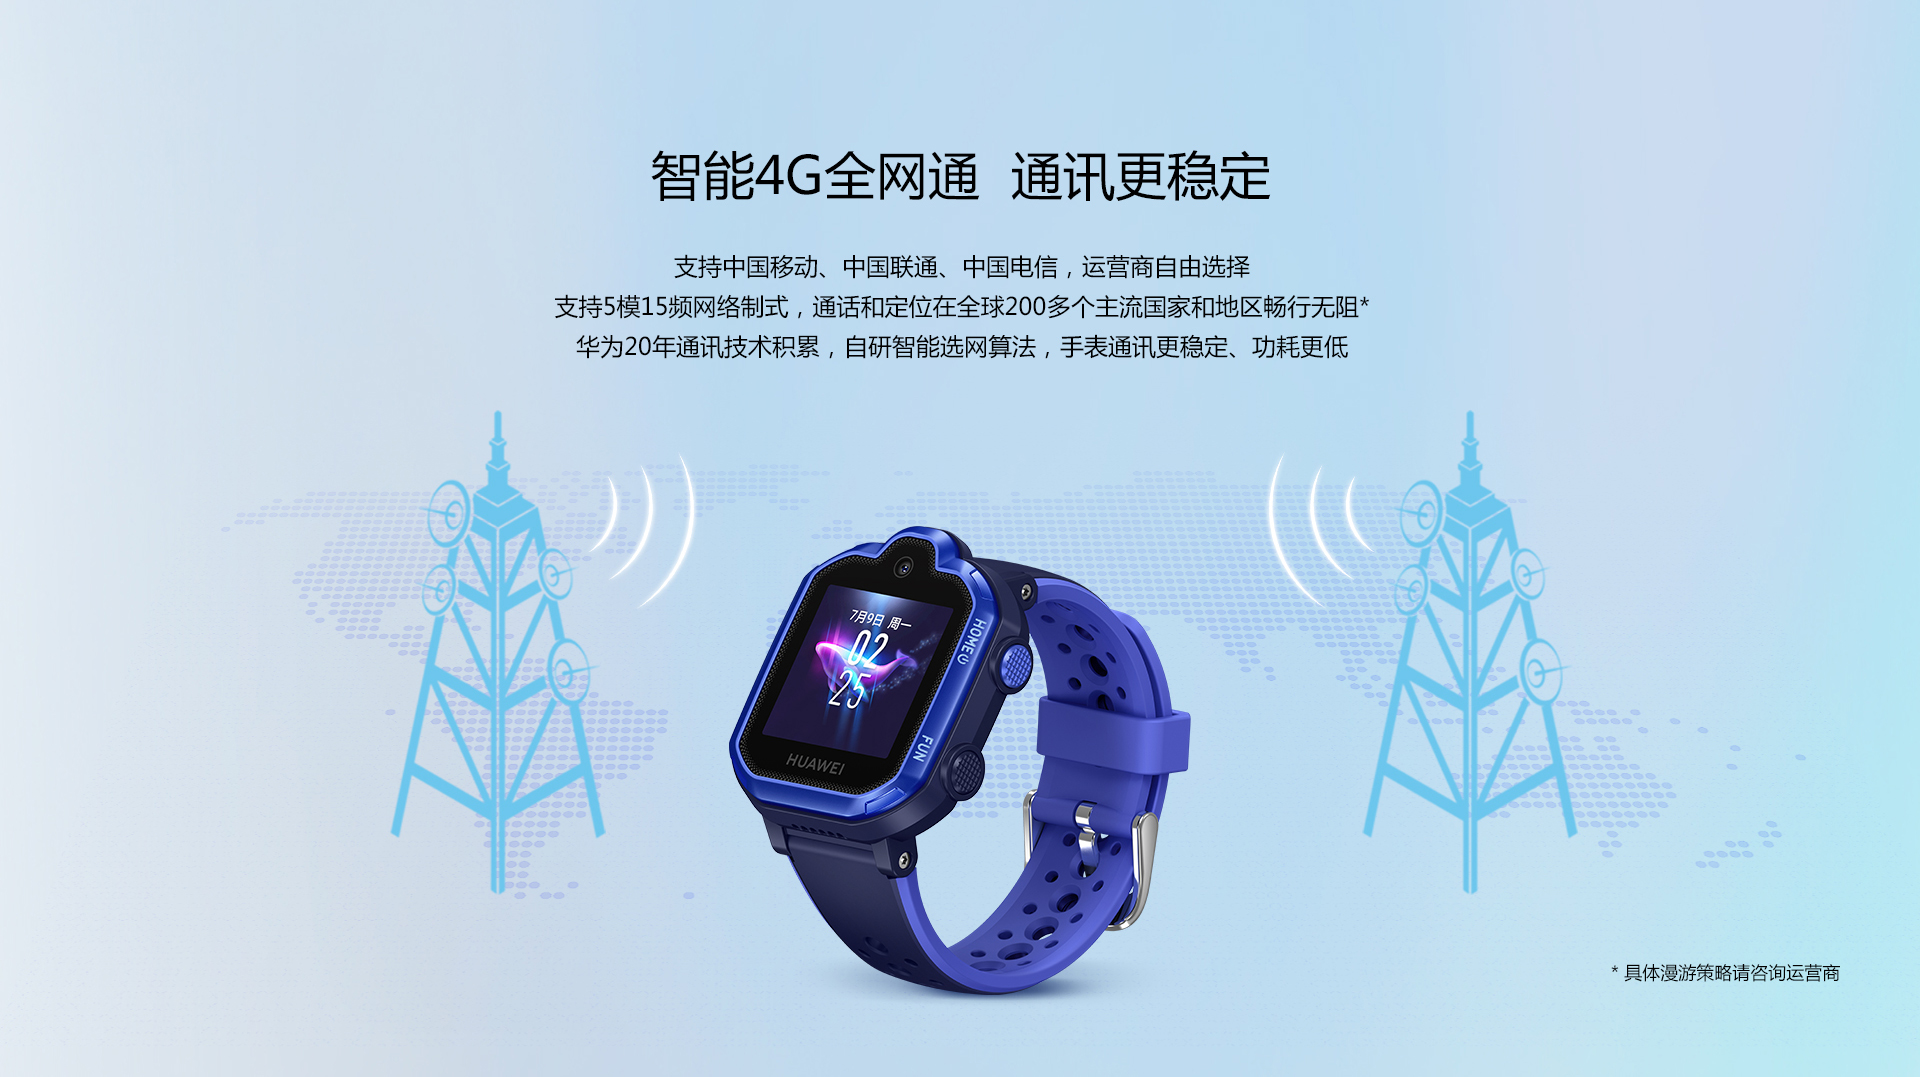 智能4G全网通 通讯更稳定
支持中国移动、中国联通、中国电信，运营商自由选择
支持5模15频网络制式，通话和定位在全球200多个主流国家和地区畅行无阻*
华为20年通讯技术积累，自研智能选网算法，手表通讯更稳定、功耗更低
7月9日 周一
02
25
HOME
FUN
HUAWEI
* 具体漫游策略请咨询运营商